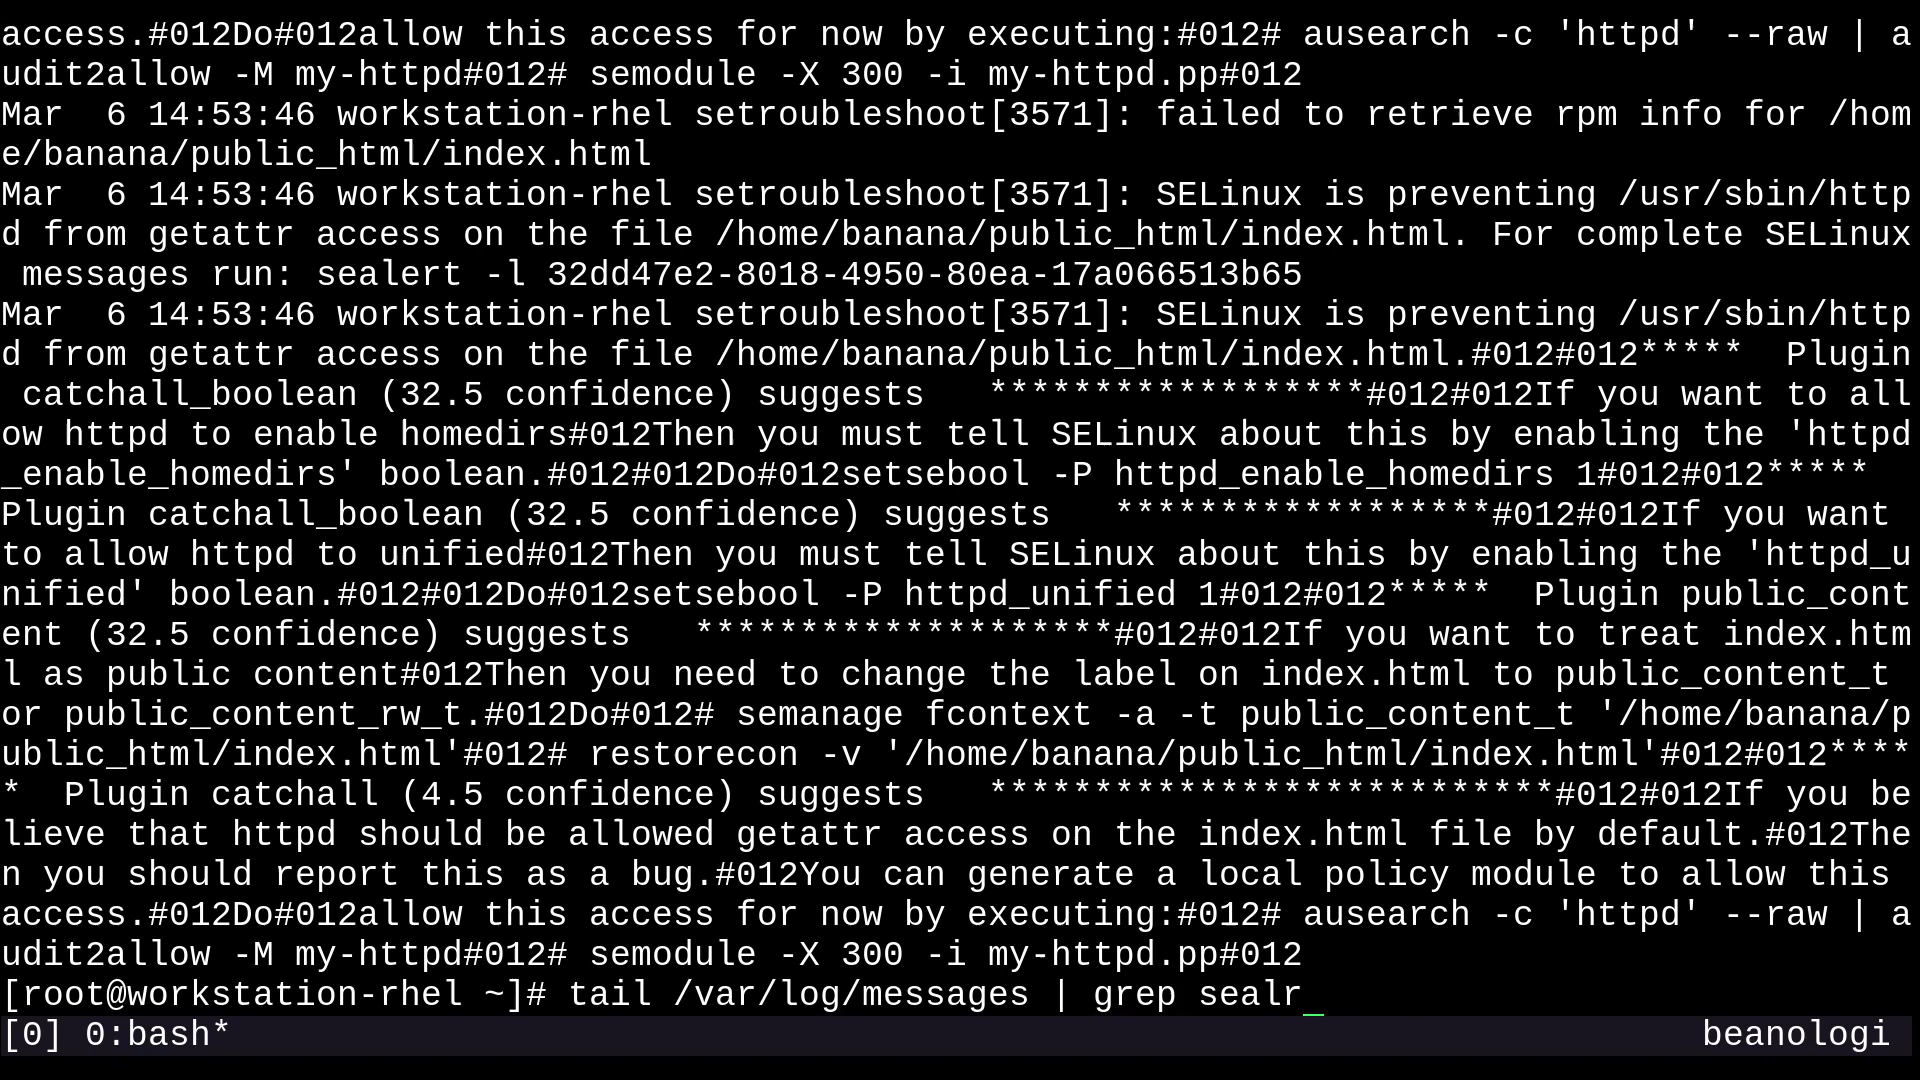 access.#012Do#012allow this access for now by executing:#012# ausearch -c 'httpd' --raw | a
udit2allow -M my-httpd#012# semodule -X 300 -i my-httpd.pp#012
Mar  6 14:53:46 workstation-rhel setroubleshoot[3571]: failed to retrieve rpm info for /hom
e/banana/public_html/index.html
Mar  6 14:53:46 workstation-rhel setroubleshoot[3571]: SELinux is preventing /usr/sbin/http
d from getattr access on the file /home/banana/public_html/index.html. For complete SELinux
 messages run: sealert -l 32dd47e2-8018-4950-80ea-17a066513b65
Mar  6 14:53:46 workstation-rhel setroubleshoot[3571]: SELinux is preventing /usr/sbin/http
d from getattr access on the file /home/banana/public_html/index.html.#012#012*****  Plugin
 catchall_boolean (32.5 confidence) suggests   ******************#012#012If you want to all
ow httpd to enable homedirs#012Then you must tell SELinux about this by enabling the 'httpd
_enable_homedirs' boolean.#012#012Do#012setsebool -P httpd_enable_homedirs 1#012#012*****
Plugin catchall_boolean (32.5 confidence) suggests   ******************#012#012If you want
to allow httpd to unified#012Then you must tell SELinux about this by enabling the 'httpd_u
nified' boolean.#012#012Do#012setsebool -P httpd_unified 1#012#012*****  Plugin public_cont
ent (32.5 confidence) suggests   ********************#012#012If you want to treat index.htm
l as public content#012Then you need to change the label on index.html to public_content_t
or public_content_rw_t.#012Do#012# semanage fcontext -a -t public_content_t '/home/banana/p
ublic_html/index.html'#012# restorecon -v '/home/banana/public_html/index.html'#012#012****
*  Plugin catchall (4.5 confidence) suggests   ***************************#012#012If you be
lieve that httpd should be allowed getattr access on the index.html file by default.#012The
n you should report this as a bug.#012You can generate a local policy module to allow this
access.#012Do#012allow this access for now by executing:#012# ausearch -c 'httpd' --raw | a
udit2allow -M my-httpd#012# semodule -X 300 -i my-httpd.pp#012
[root@workstation-rhel ~]# tail /var/log/messages | grep sealr
[0] 0:bash* beanologi